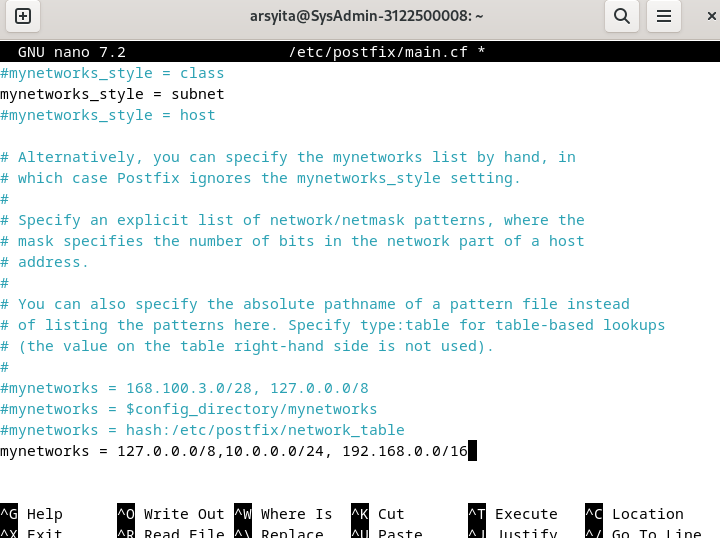 arsyita@SysAdmin-3122500008: ~
GNU nano 7.2 /etc/postfix/main.cf *
#mynetworks_style = class
mynetworks_style = subnet
#mynetworks_style = host
# Alternatively, you can specify the mynetworks list by hand, in
# which case Postfix ignores the mynetworks_style setting.
#
# Specify an explicit list of network/netmask patterns, where the
# mask specifies the number of bits in the network part of a host
# address.
#
# You can also specify the absolute pathname of a pattern file instead
# of listing the patterns here. Specify type:table for table-based lookups
# (the value on the table right-hand side is not used).
#
#mynetworks = 168.100.3.0/28, 127.0.0.0/8
#mynetworks = $config_directory/mynetworks
#mynetworks = hash:/etc/postfix/network_table
mynetworks = 127.0.0.0/8,10.0.0.0/24, 192.168.0.0/16
^G Help ^O Write Out ^W Where Is ^K Cut ^T Execute ^C Location
^X Exit ^R Read File ^\ Replace ^U Paste ^J Justify ^/ Go To Line